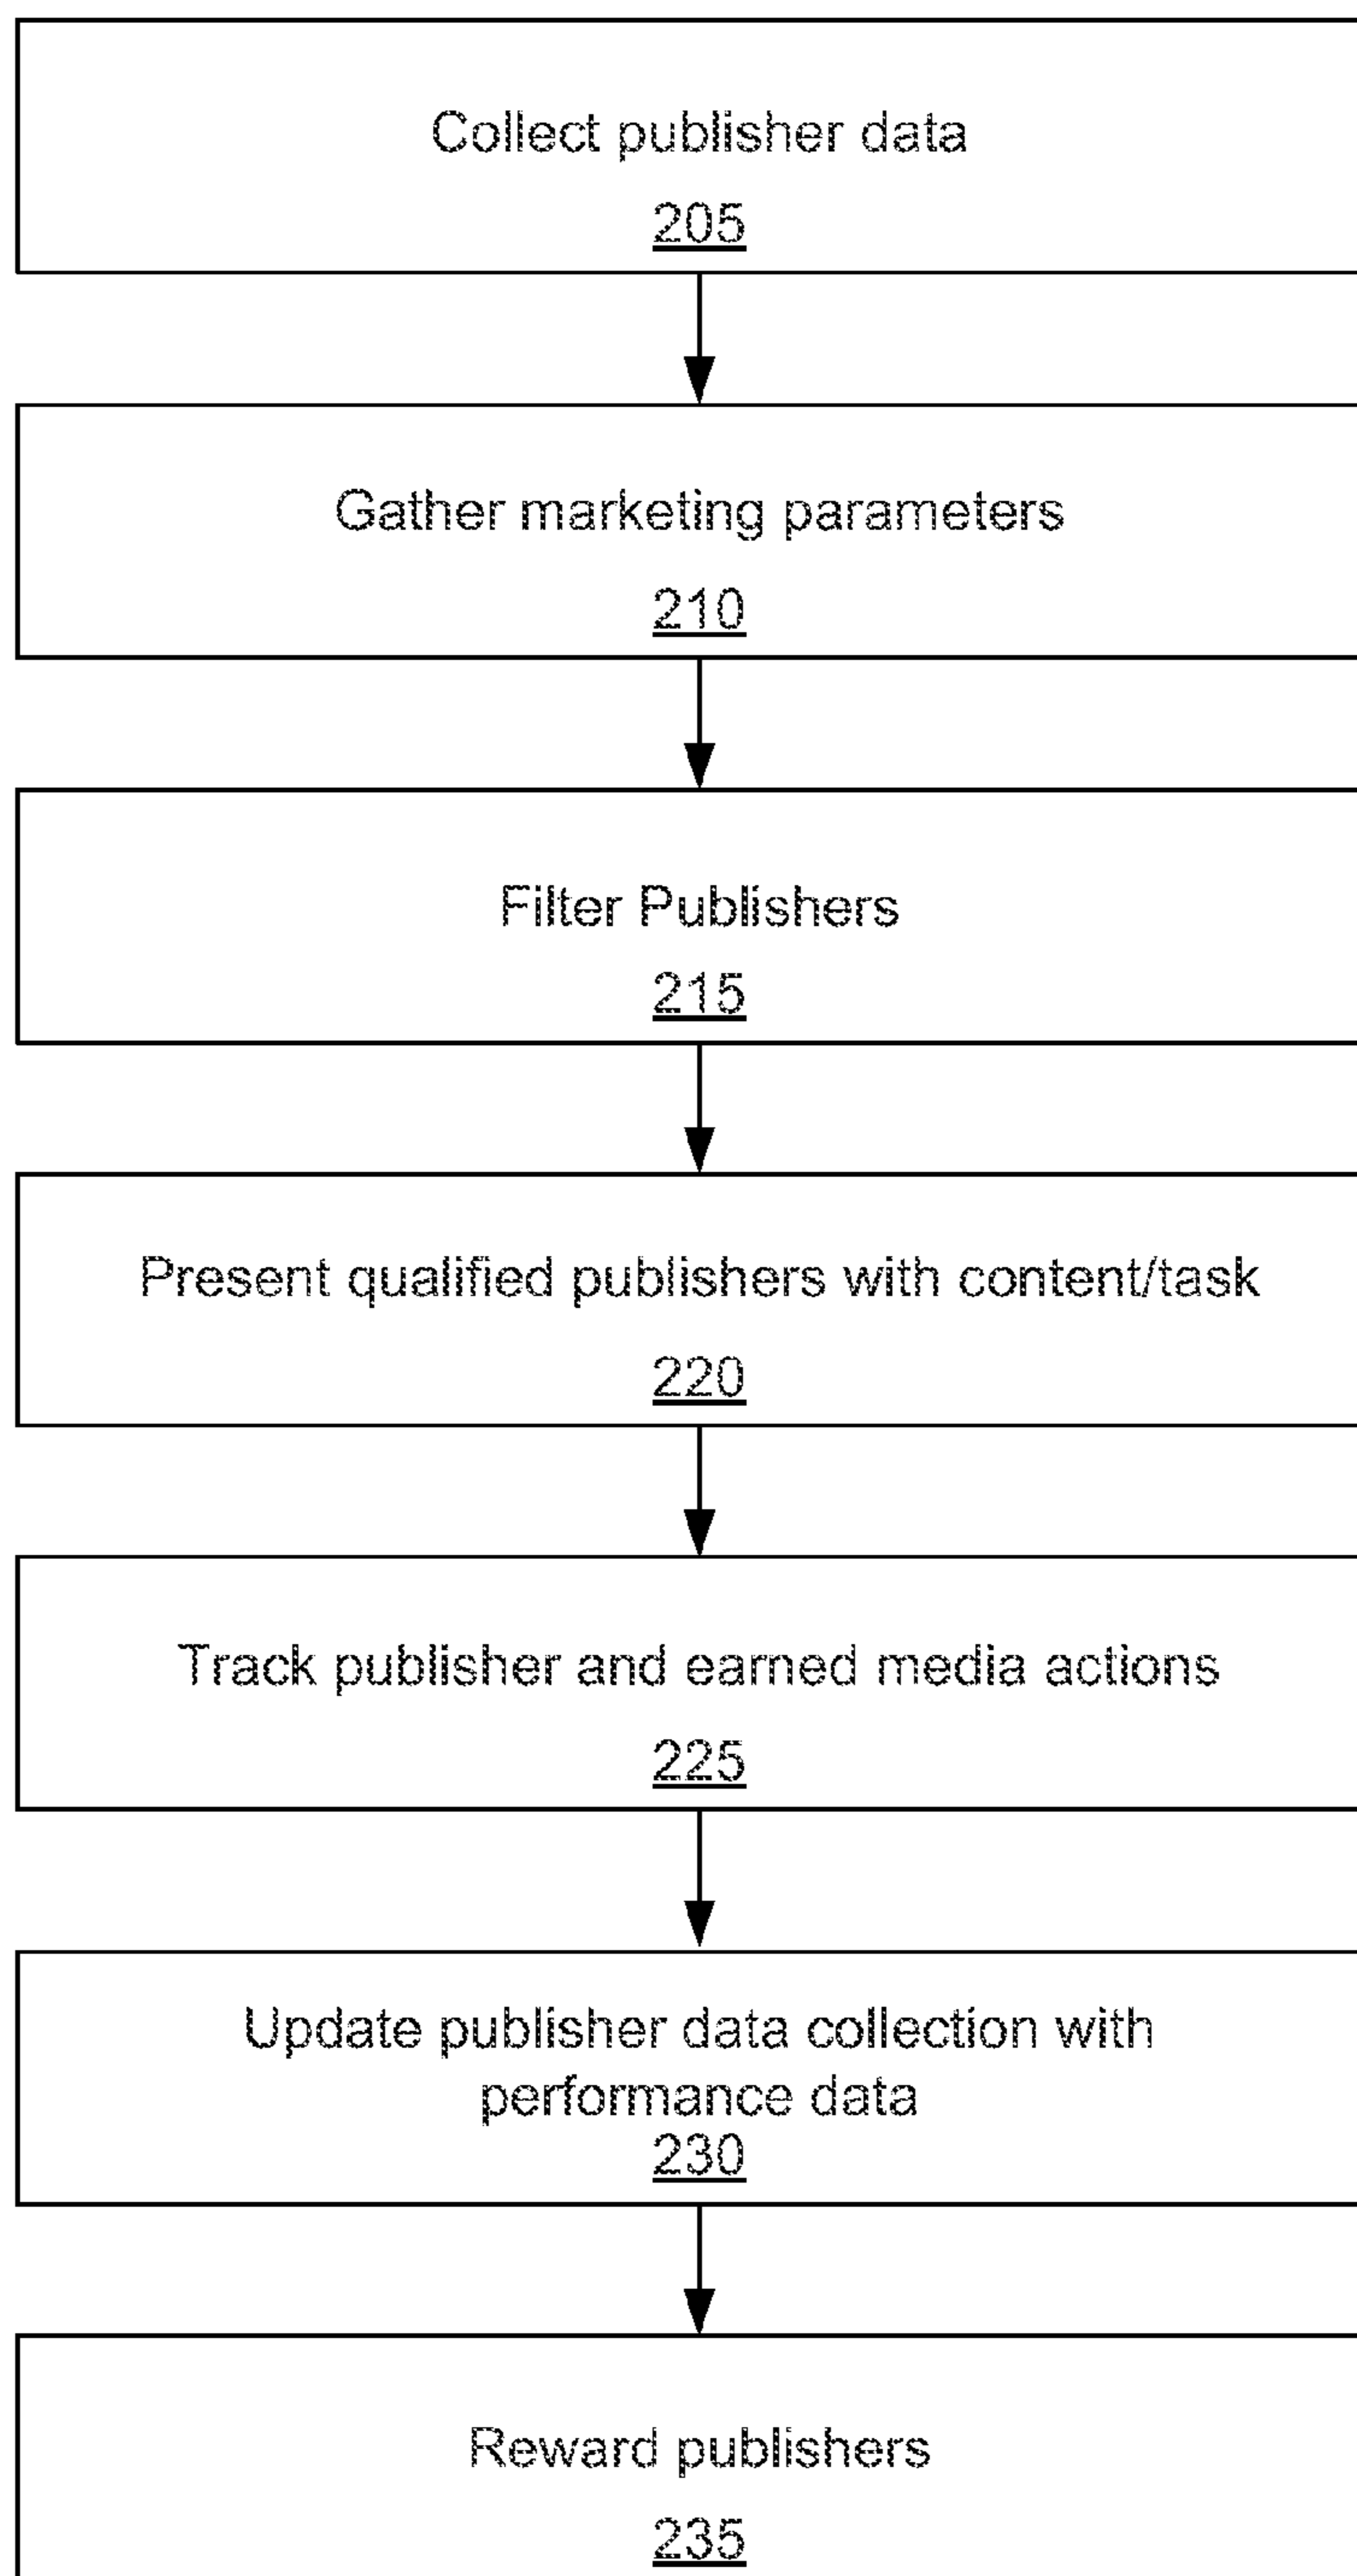 Collect publisher data
205
Gather marketing parameters
210
Filter Publishers
215
Present qualified publishers with content/task
220
Track publisher and earned media actions
225
Update publisher data collection with
performance data
230
Reward publishers
235